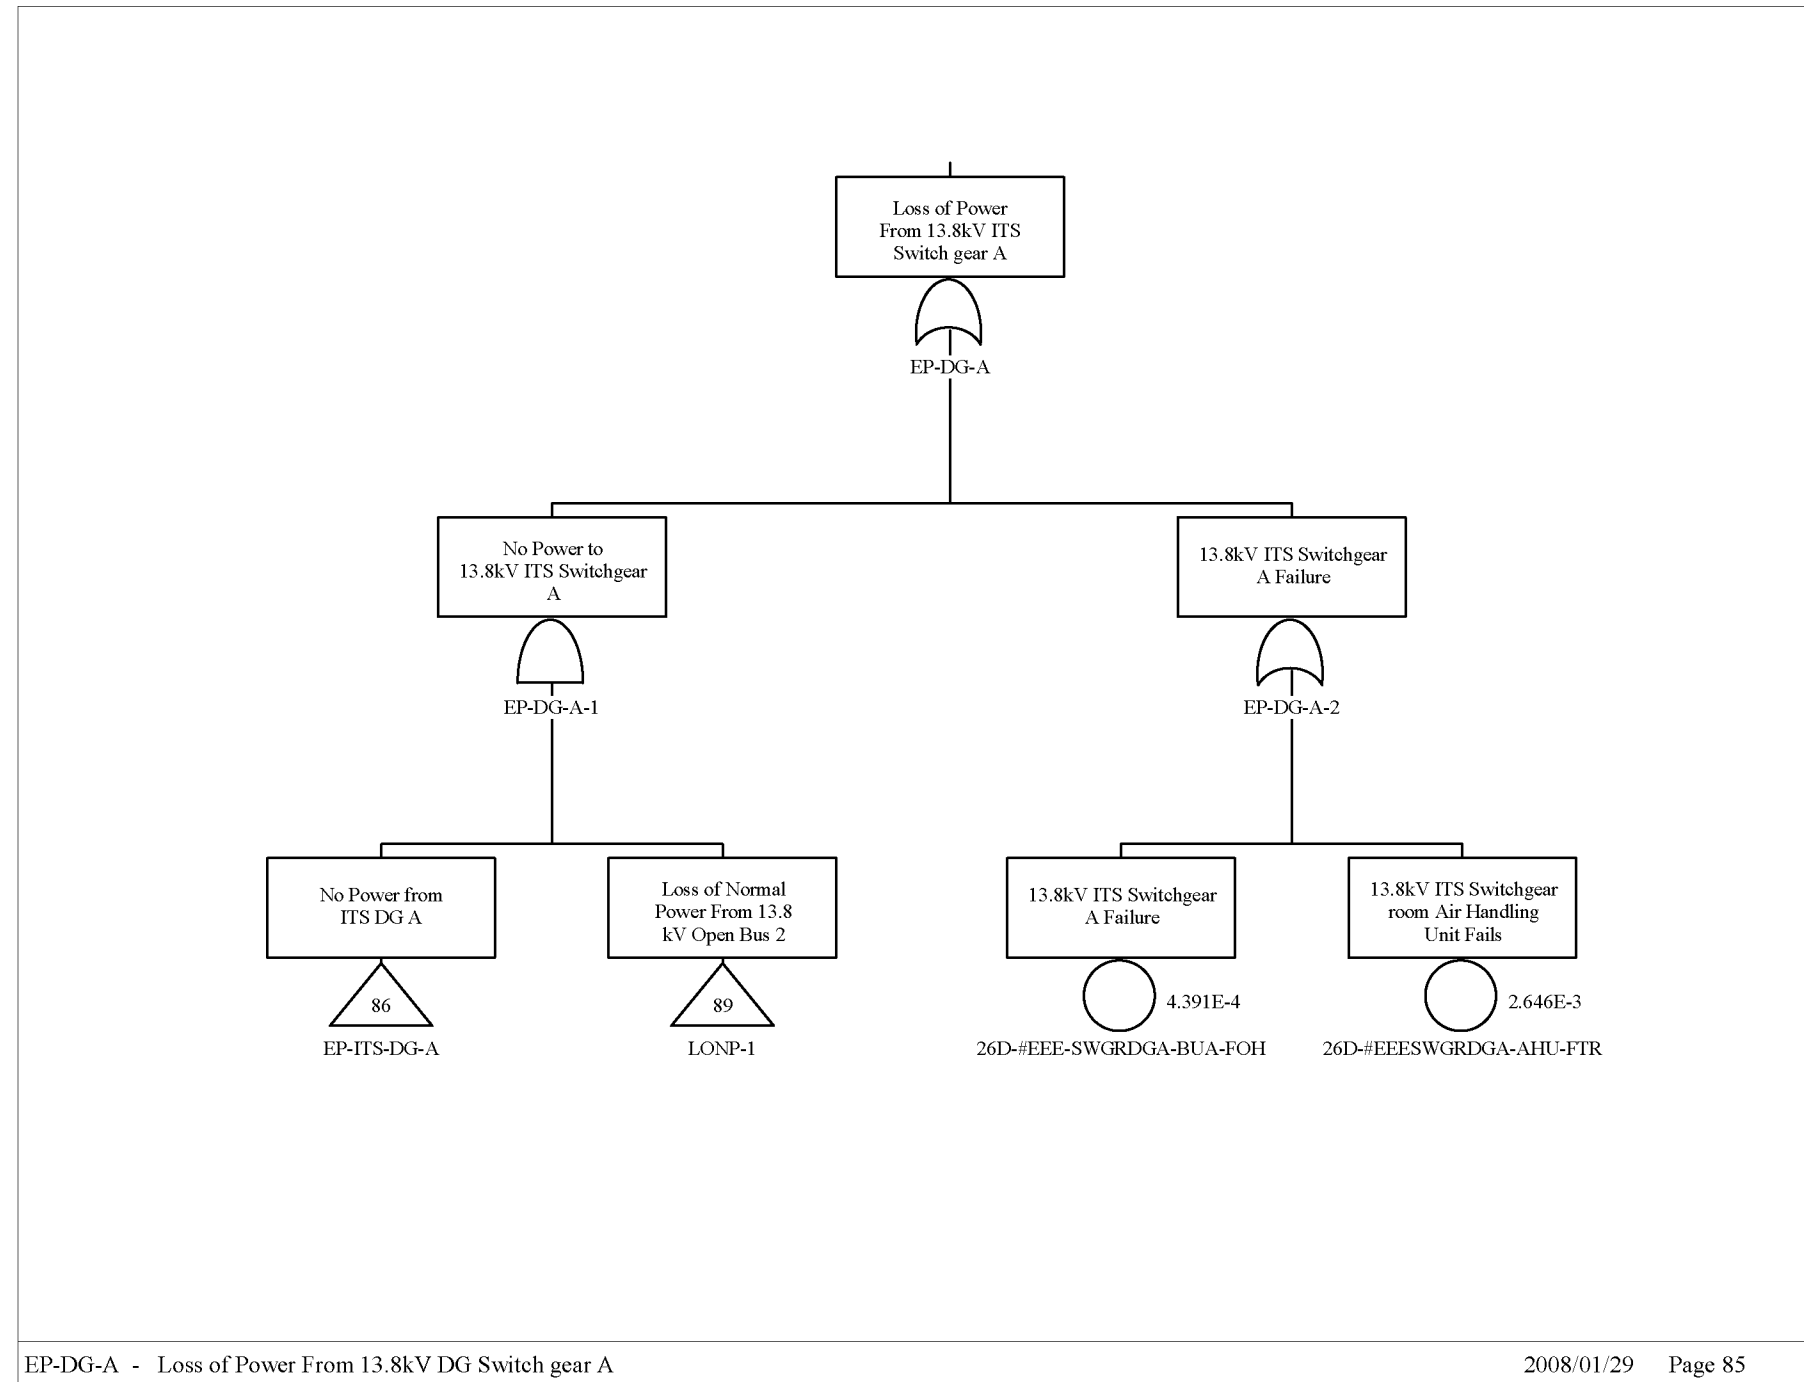 Loss of Power
From 13.8kV ITS
Switch gear A
EP-DG-A
No Power to
13.8kV ITS Switchgear
A
EP-DG-A-1
13.8kV ITS Switchgear
A Failure
EP-DG-A-2
No Power from
ITS DG A
86
EP-ITS-DG-A
Loss of Normal
Power From 13.8
kV Open Bus 2
89
LONP-1
13.8kV ITS Switchgear
A Failure
4.391E-4
26D-#EEE-SWGRDGA-BUA-FOH
13.8kV ITS Switchgear
room Air Handling
Unit Fails
2.646E-3
26D-#EEESWGRDGA-AHU-FTR
EP-DG-A - Loss of Power From 13.8kV DG Switch gear A
2008/01/29 Page 85